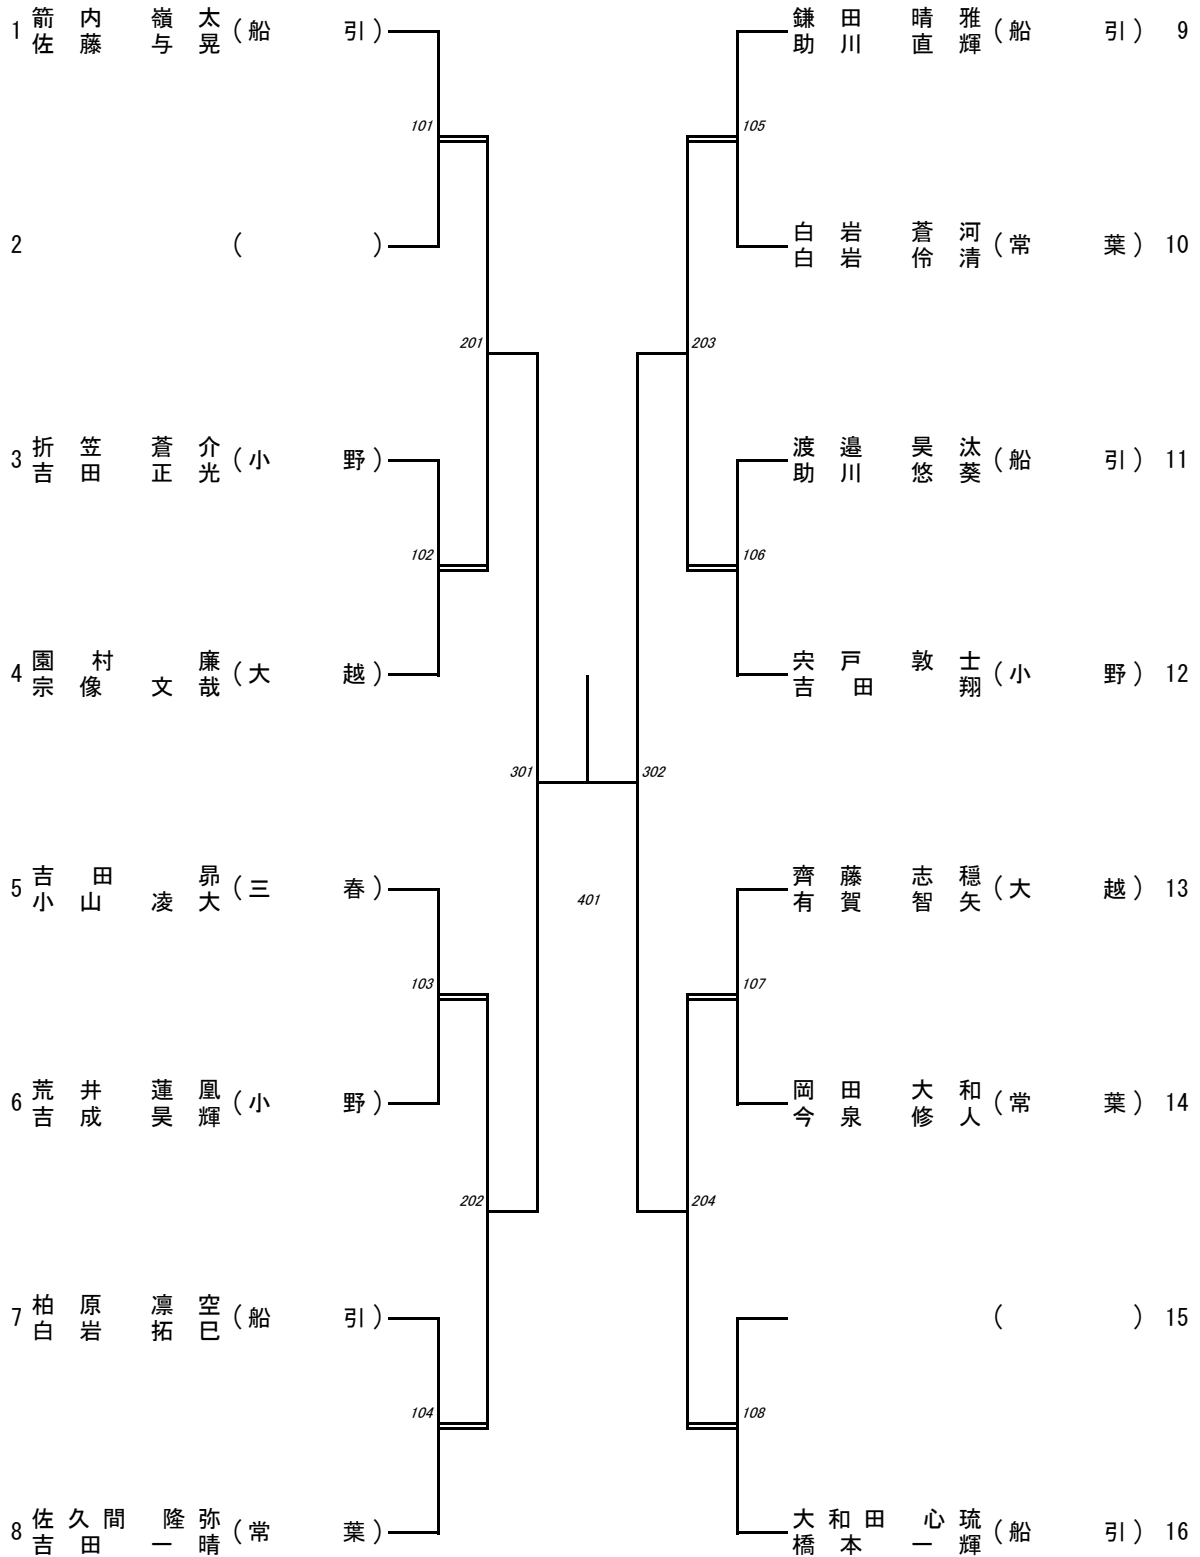 1 箭内 嶺太 (船引)
佐藤 与晃
101
2 ( )
201
3 折笠 蒼介 (小野)
吉田 正光
102
4 園村 廉 (大越)
宗像 文哉
301
5 吉田 昴 (三春)
小山 凌大
103
6 荒井 蓮凰 (小野)
吉成 昊輝
202
7 柏原 凛空 (船引)
白岩 拓巳
104
8 佐久間 隆弥 (常葉)
吉田 一晴
401
鎌田 晴雅 (船引) 9
助川 直輝
105
白岩 蒼河 (常葉) 10
白岩 伶清
203
渡邉 昊汰 (船引) 11
助川 悠葵
106
宍戸 敦士 (小野) 12
吉田 翔
302
齊藤 志穏 (大越) 13
有賀 智矢
107
岡田 大和 (常葉) 14
今泉 修人
204
( ) 15
108
大和田 心琉 (船引) 16
橋本 一輝